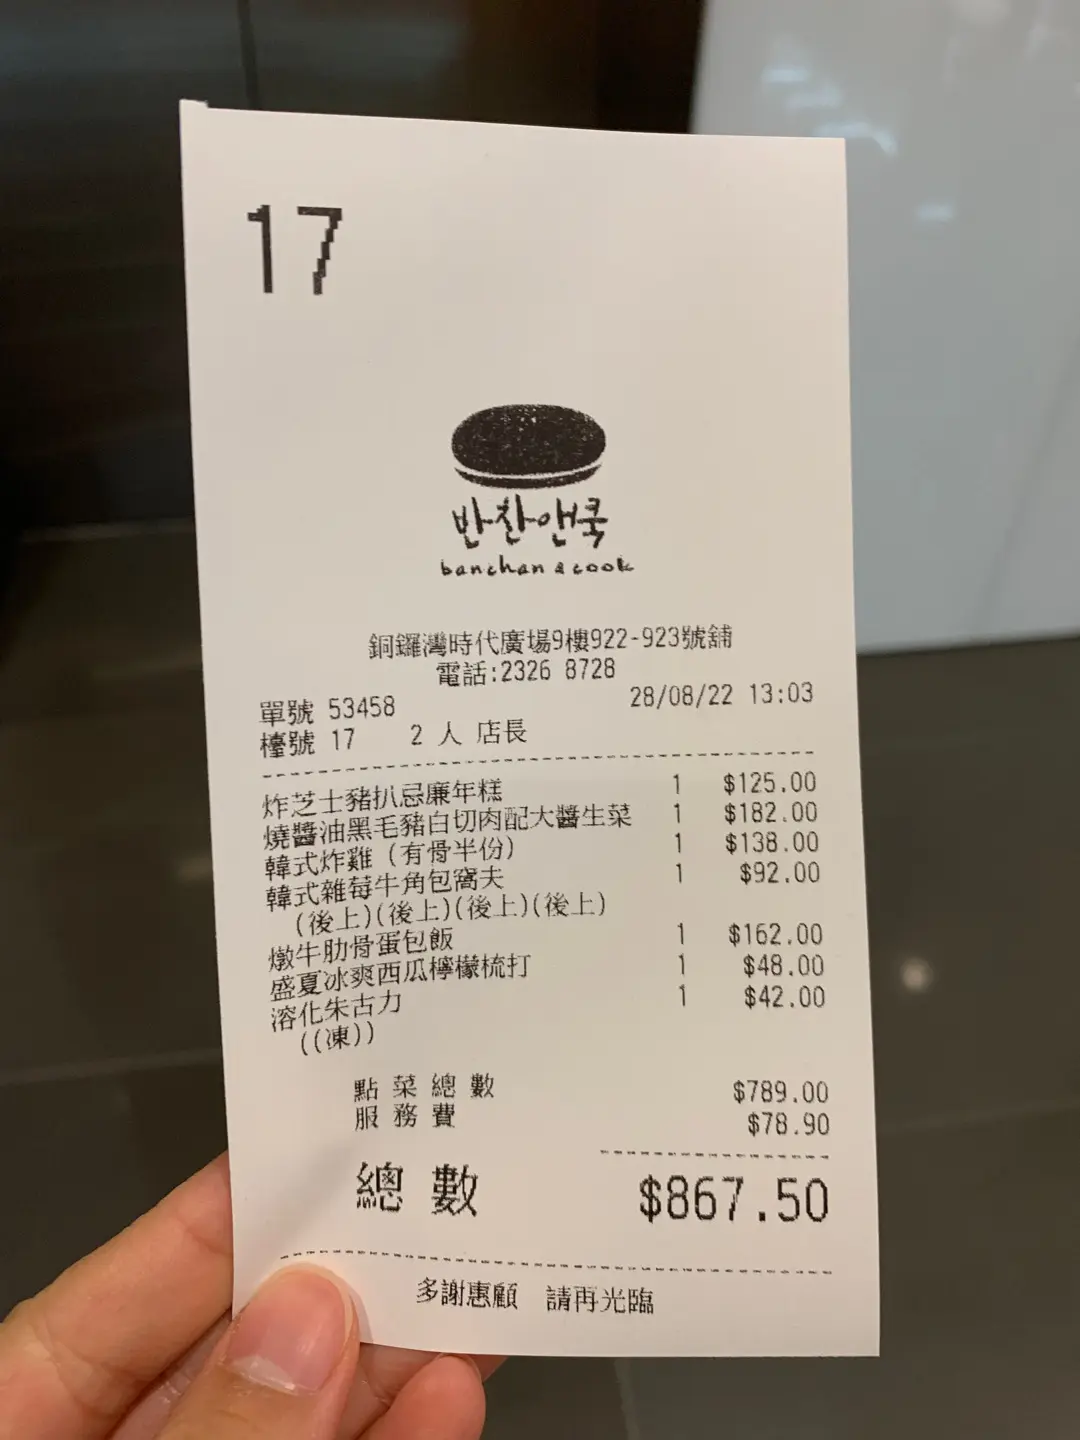 17
반찬앤쿡
banchan & cook
銅鑼灣時代廣場9樓922-923號舖
電話:2326 8728
單號 53458 28/08/22 13:03
檯號 17 2 人 店長
炸芝士豬扒忌廉年糕 1 $125.00
燒醬油黑毛豬白切肉配大醬生菜 1 $182.00
韓式炸雞 (有骨半份) 1 $138.00
韓式雜莓牛角包窩夫 1 $92.00
(後上)(後上)(後上)(後上)
燉牛肋骨蛋包飯 1 $162.00
盛夏冰爽西瓜檸檬梳打 1 $48.00
溶化朱古力 1 $42.00
((凍))
點菜總數 $789.00
服務費 $78.90
總數 $867.50
多謝惠顧 請再光臨